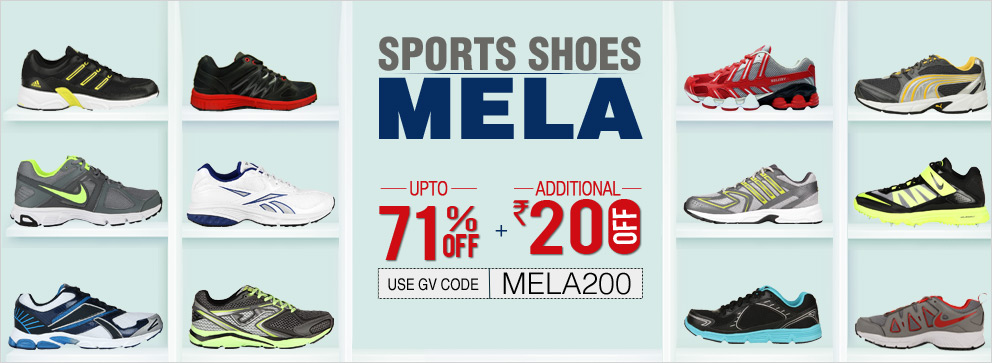 SPORTS SHOES
MELA
UPTO
71% OFF
+
ADDITIONAL
₹20 OFF
USE GV CODE | MELA200